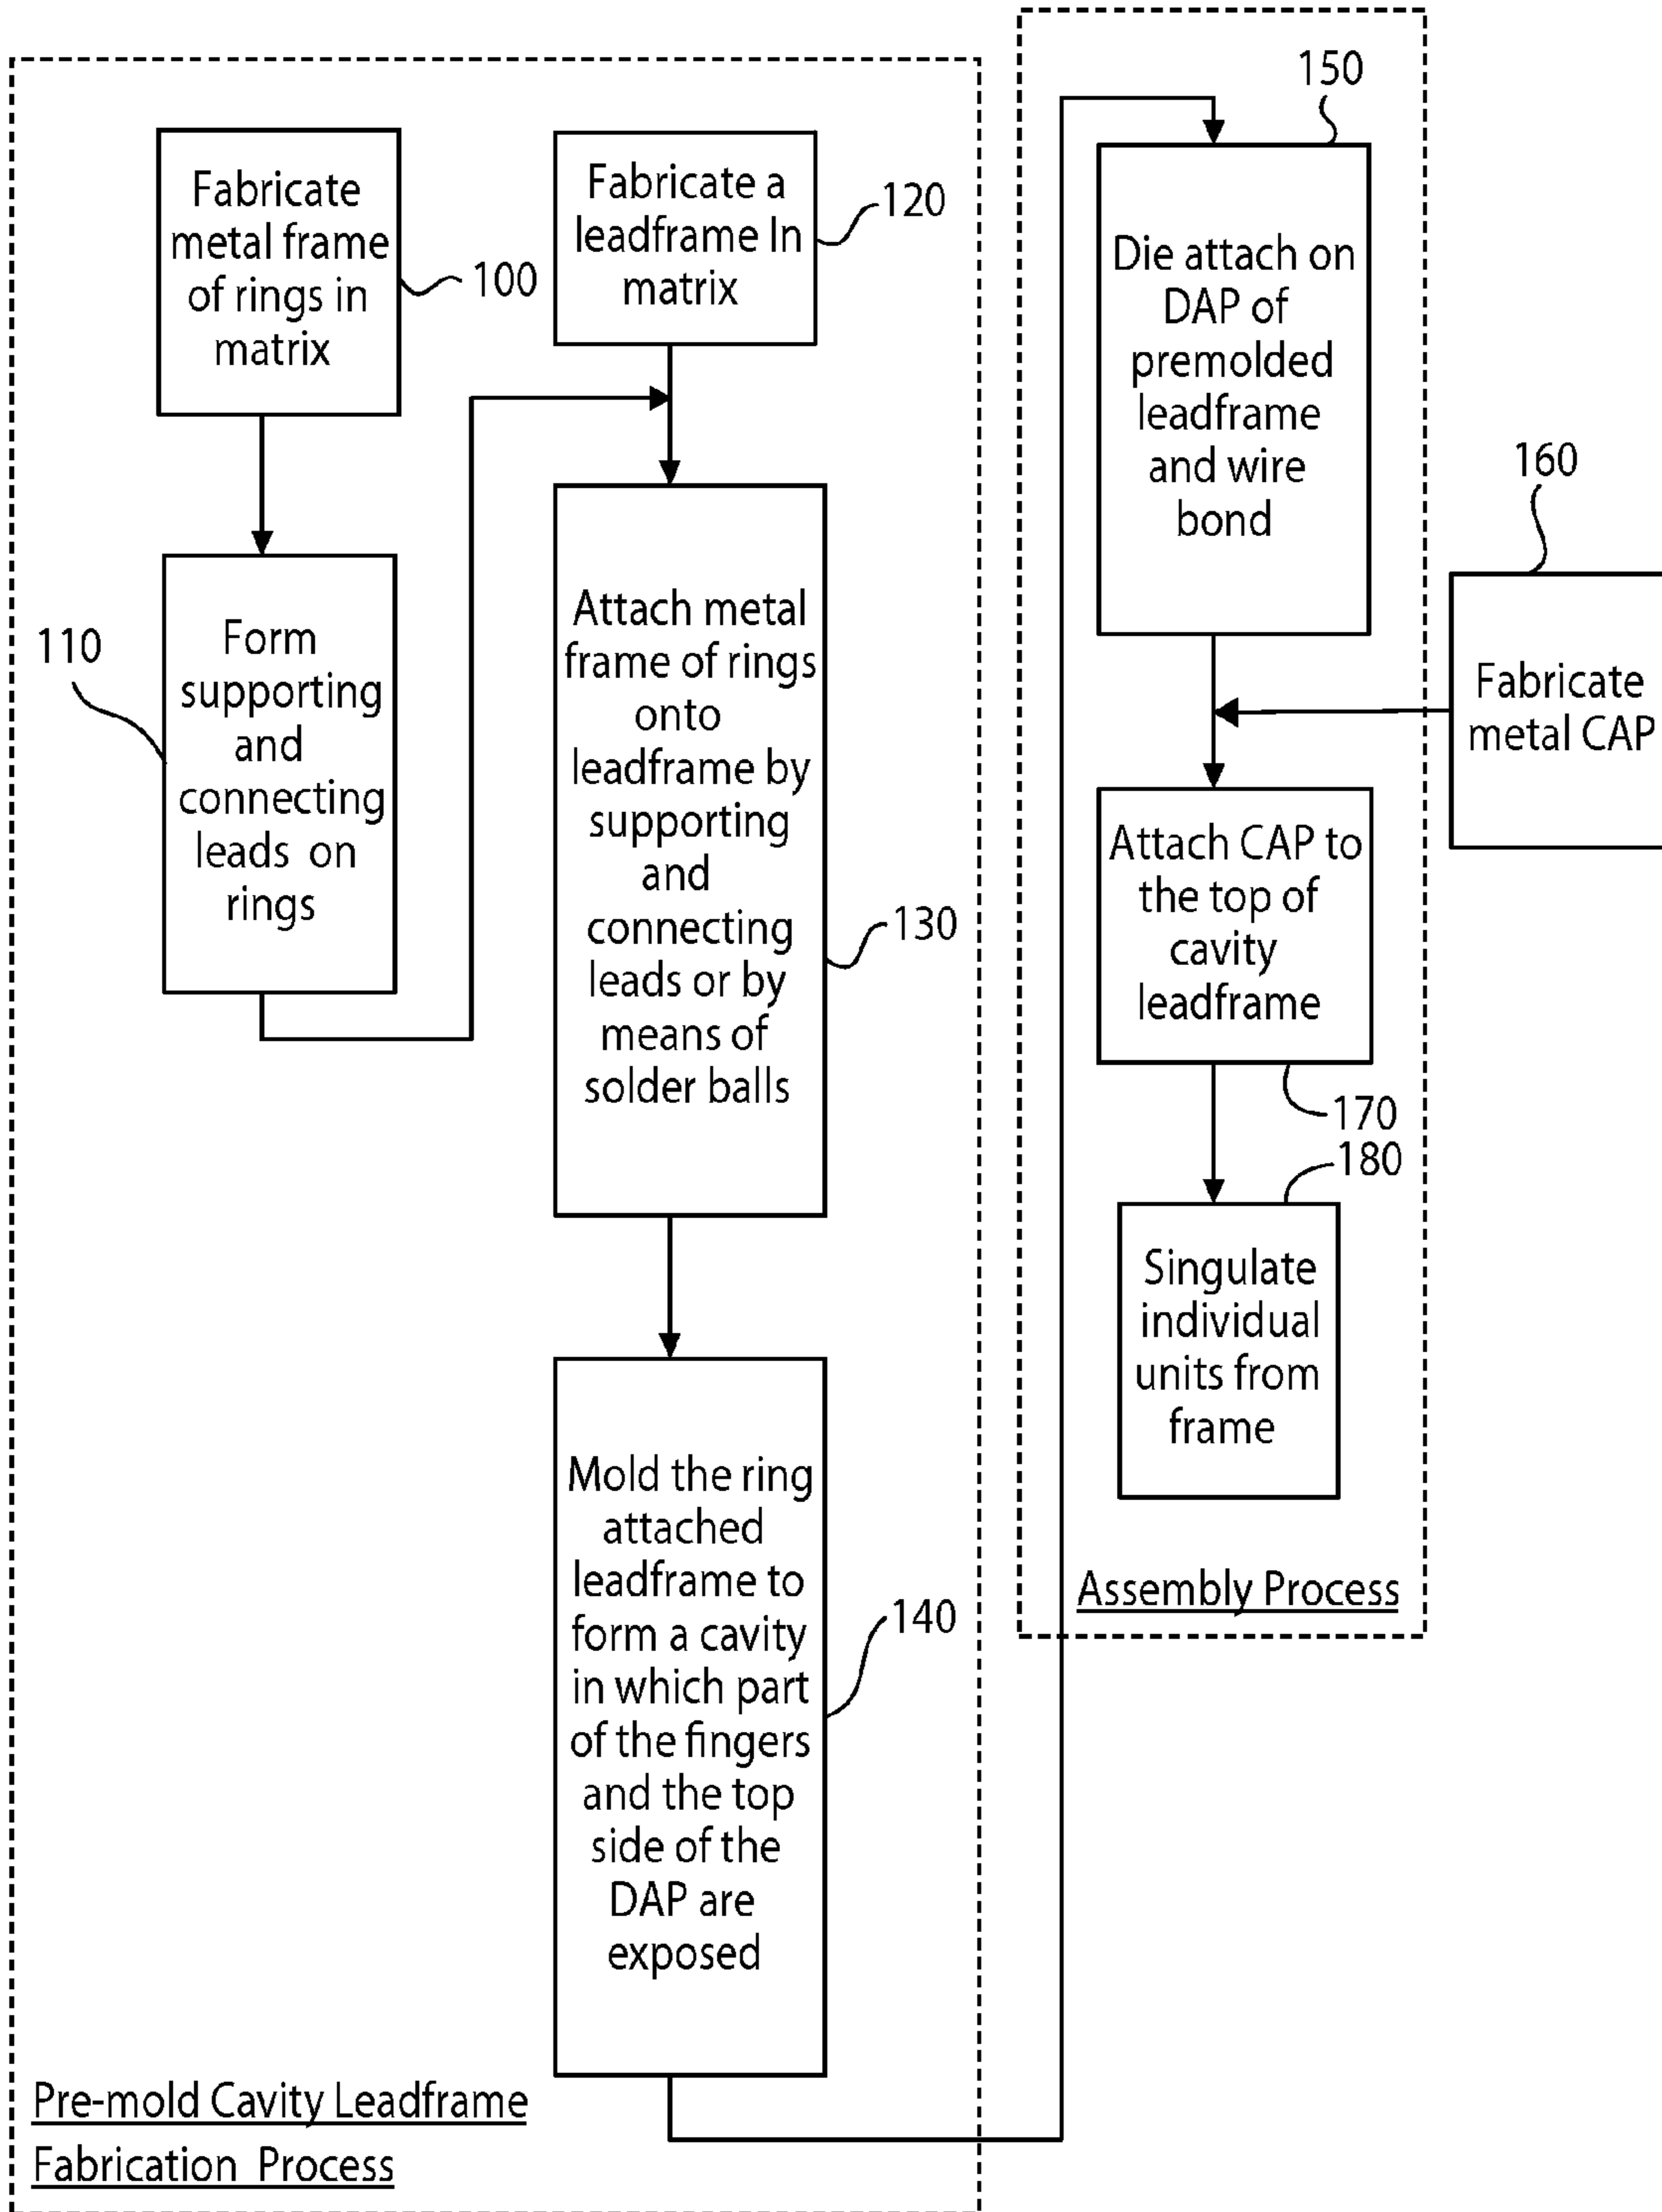 Fabricate
metal frame
of rings in
matrix
100
Form
supporting
and
connecting
leads on
rings
110
Fabricate a
leadframe In
matrix
120
Attach metal
frame of rings
onto
leadframe by
supporting
and
connecting
leads or by
means of
solder balls
130
Mold the ring
attached
leadframe to
form a cavity
in which part
of the fingers
and the top
side of the
DAP are
exposed
140
Pre-mold Cavity Leadframe
Fabrication Process
150
Die attach on
DAP of
premolded
leadframe
and wire
bond
160
Fabricate
metal CAP
Attach CAP to
the top of
cavity
leadframe
170
180
Singulate
individual
units from
frame
Assembly Process